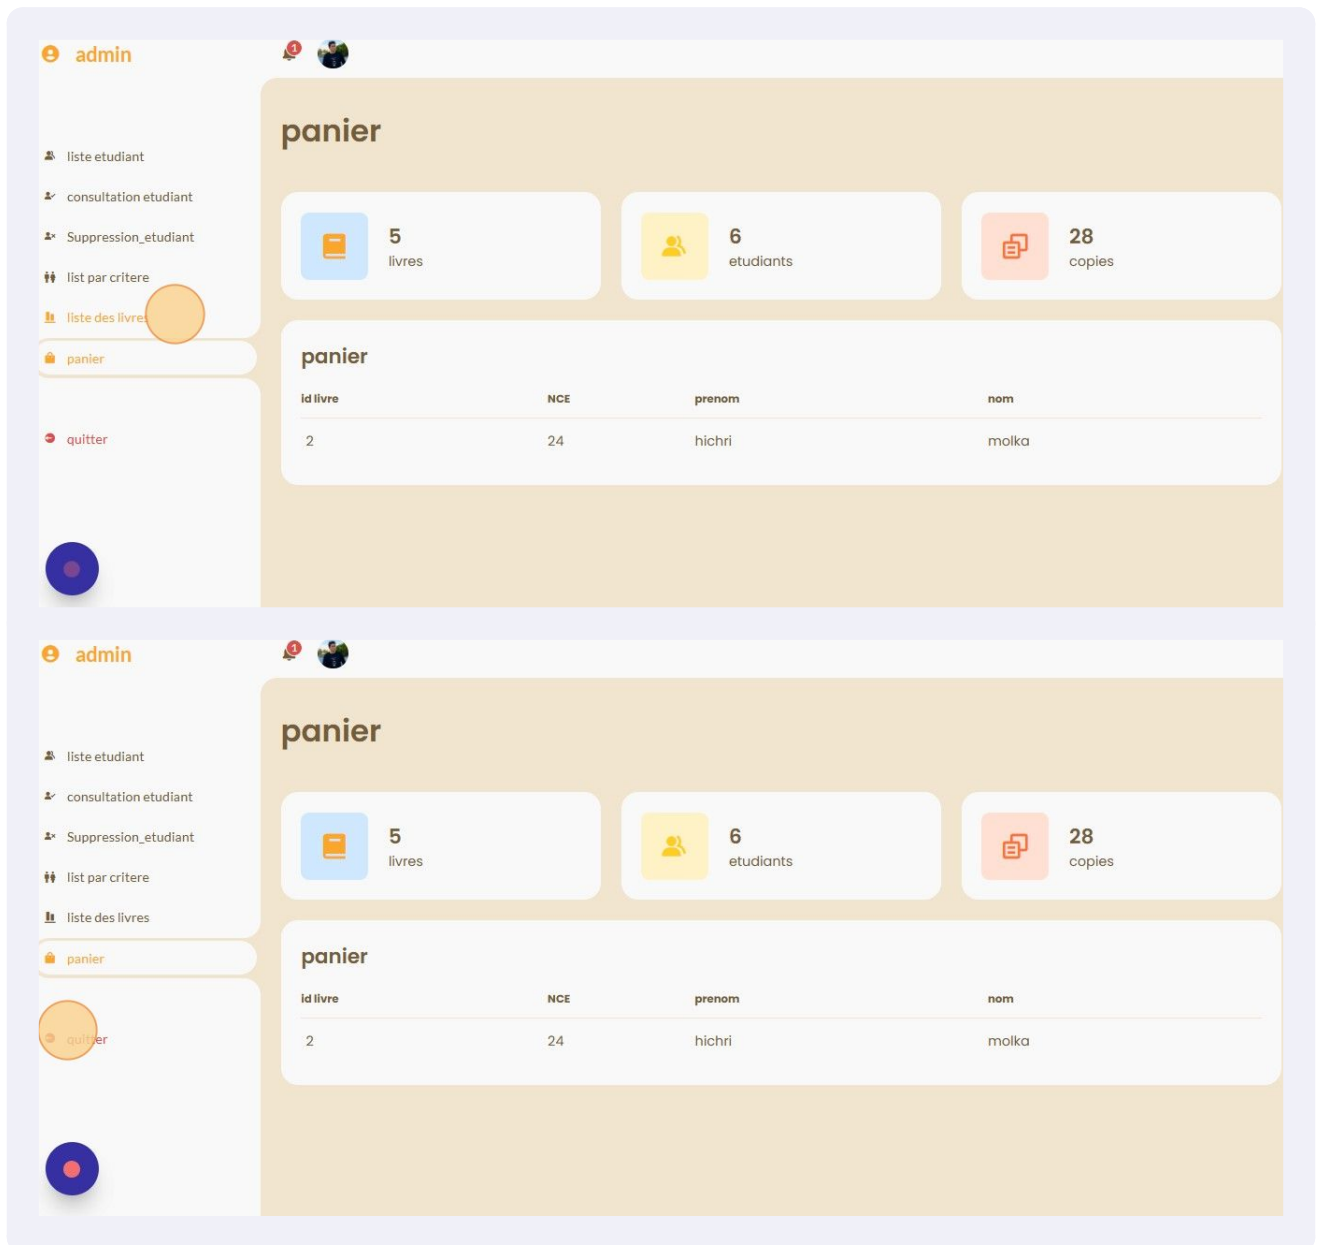 admin
1
liste etudiant
consultation etudiant
Suppression_etudiant
list par critere
liste des livres
panier
quitter
panier
5
livres
6
etudiants
28
copies
panier
id livre NCE prenom nom
2 24 hichri molka
admin
1
liste etudiant
consultation etudiant
Suppression_etudiant
list par critere
liste des livres
panier
quitter
panier
5
livres
6
etudiants
28
copies
panier
id livre NCE prenom nom
2 24 hichri molka